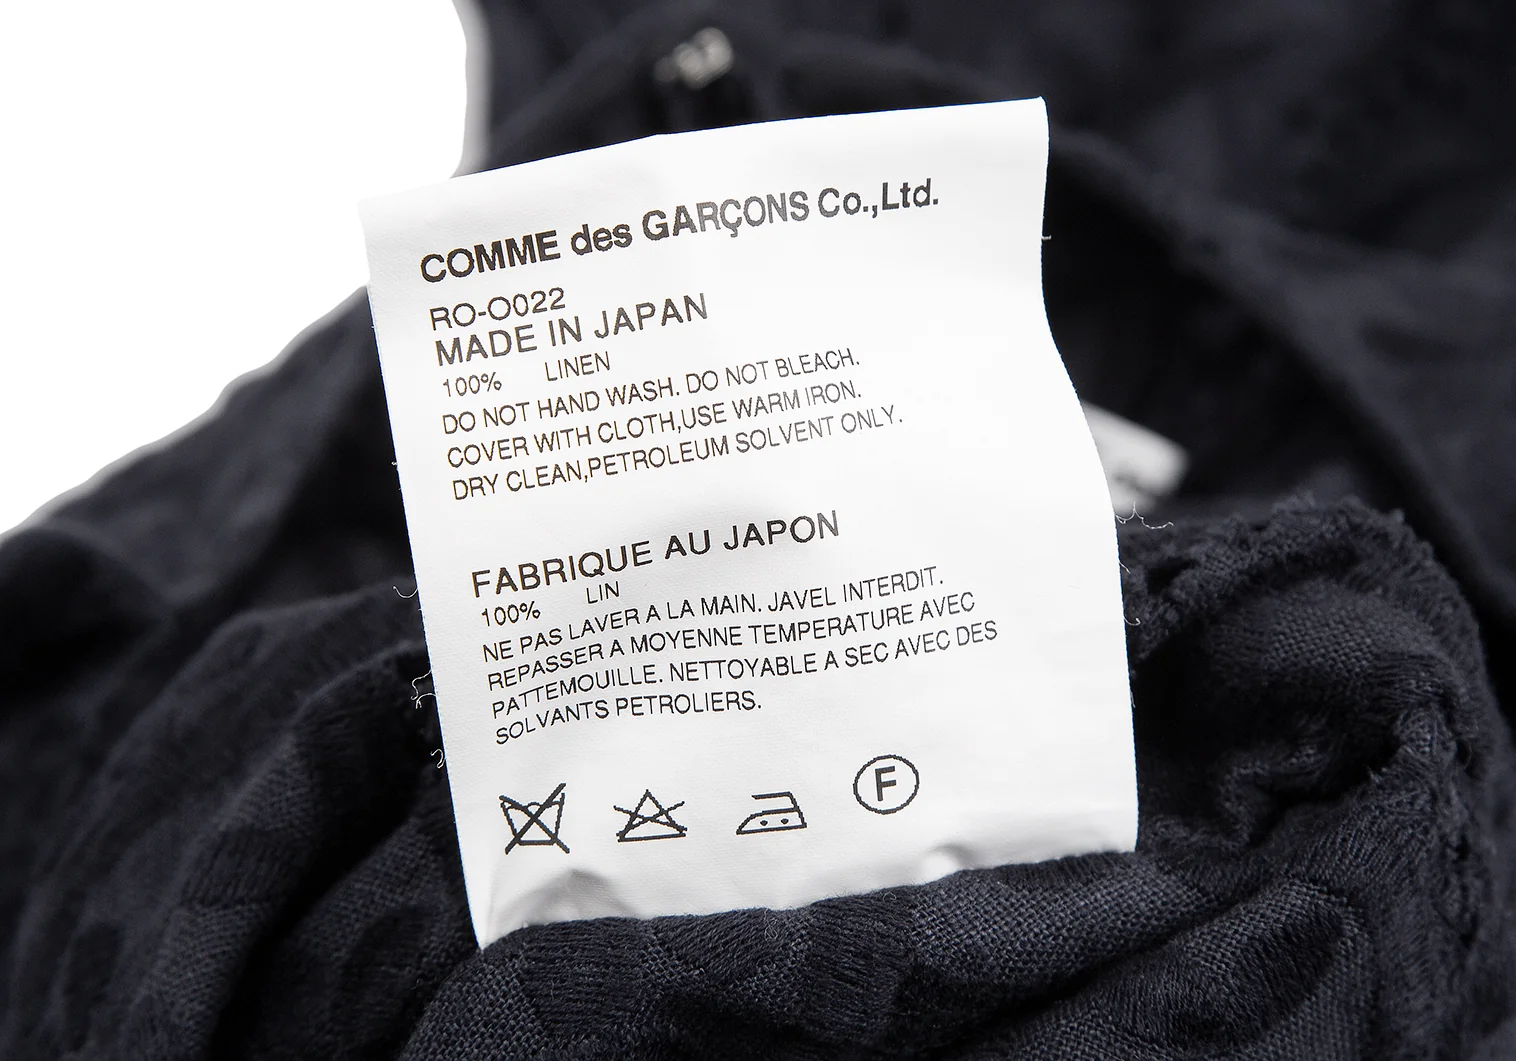 COMME des GARÇONS Co.,Ltd.
RO-O022
MADE IN JAPAN
100% LINEN
DO NOT HAND WASH. DO NOT BLEACH.
COVER WITH CLOTH,USE WARM IRON.
DRY CLEAN,PETROLEUM SOLVENT ONLY.
FABRIQUE AU JAPON
100% LIN
NE PAS LAVER A LA MAIN. JAVEL INTERDIT.
REPASSER A MOYENNE TEMPERATURE AVEC
PATTEMOUILLE. NETTOYABLE A SEC AVEC DES
SOLVANTS PETROLIERS.
F